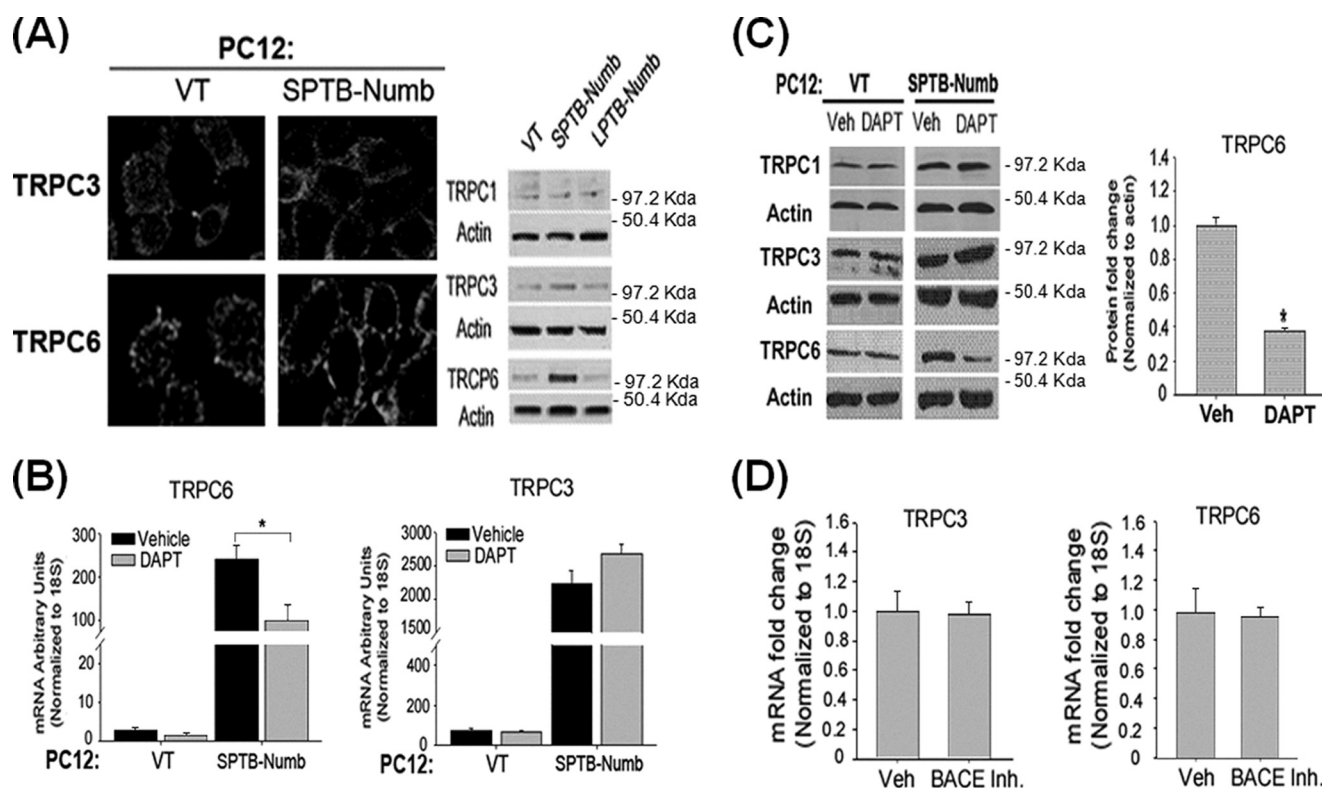 (A)
PC12:
VT SPTB-Numb
TRPC3
TRPC6
VT SPTB-Numb LPTB-Numb
TRPC1
- 97.2 Kda
- 50.4 Kda
Actin
TRPC3
- 97.2 Kda
- 50.4 Kda
Actin
TRCP6
- 97.2 Kda
- 50.4 Kda
Actin
(C)
PC12: VT SPTB-Numb
Veh DAPT Veh DAPT
TRPC1 - 97.2 Kda
Actin - 50.4 Kda
TRPC3 - 97.2 Kda
Actin - 50.4 Kda
TRPC6 - 97.2 Kda
Actin - 50.4 Kda
TRPC6
Protein fold change
(Normalized to actin)
1.4
1.2
1.0
0.8
0.6
0.4
0.2
0
*
Veh DAPT
(B)
TRPC6
mRNA Arbitrary Units
(Normalized to 18S)
300
200
100
20
10
0
Vehicle
DAPT
*
PC12: VT SPTB-Numb
TRPC3
mRNA Arbitrary Units
(Normalized to 18S)
3000
2500
2000
1500
400
200
0
Vehicle
DAPT
PC12: VT SPTB-Numb
(D)
TRPC3
mRNA fold change
(Normalized to 18S)
1.6
1.4
1.2
1.0
0.8
0.6
0.4
0.2
0
Veh BACE Inh.
TRPC6
mRNA fold change
(Normalized to 18S)
1.6
1.4
1.2
1.0
0.8
0.6
0.4
0.2
0
Veh BACE Inh.